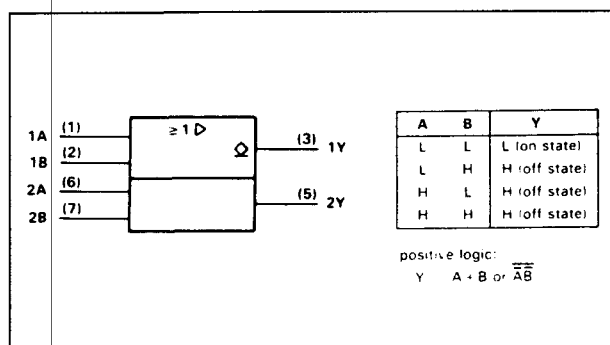 ≥ 1 ▷
1A (1)
1B (2)
2A (6)
2B (7)
(3) 1Y
(5) 2Y
A B Y
L L L (on state)
L H H (off state)
H L H (off state)
H H H (off state)
positive logic:
Y A + B or A̅B̅